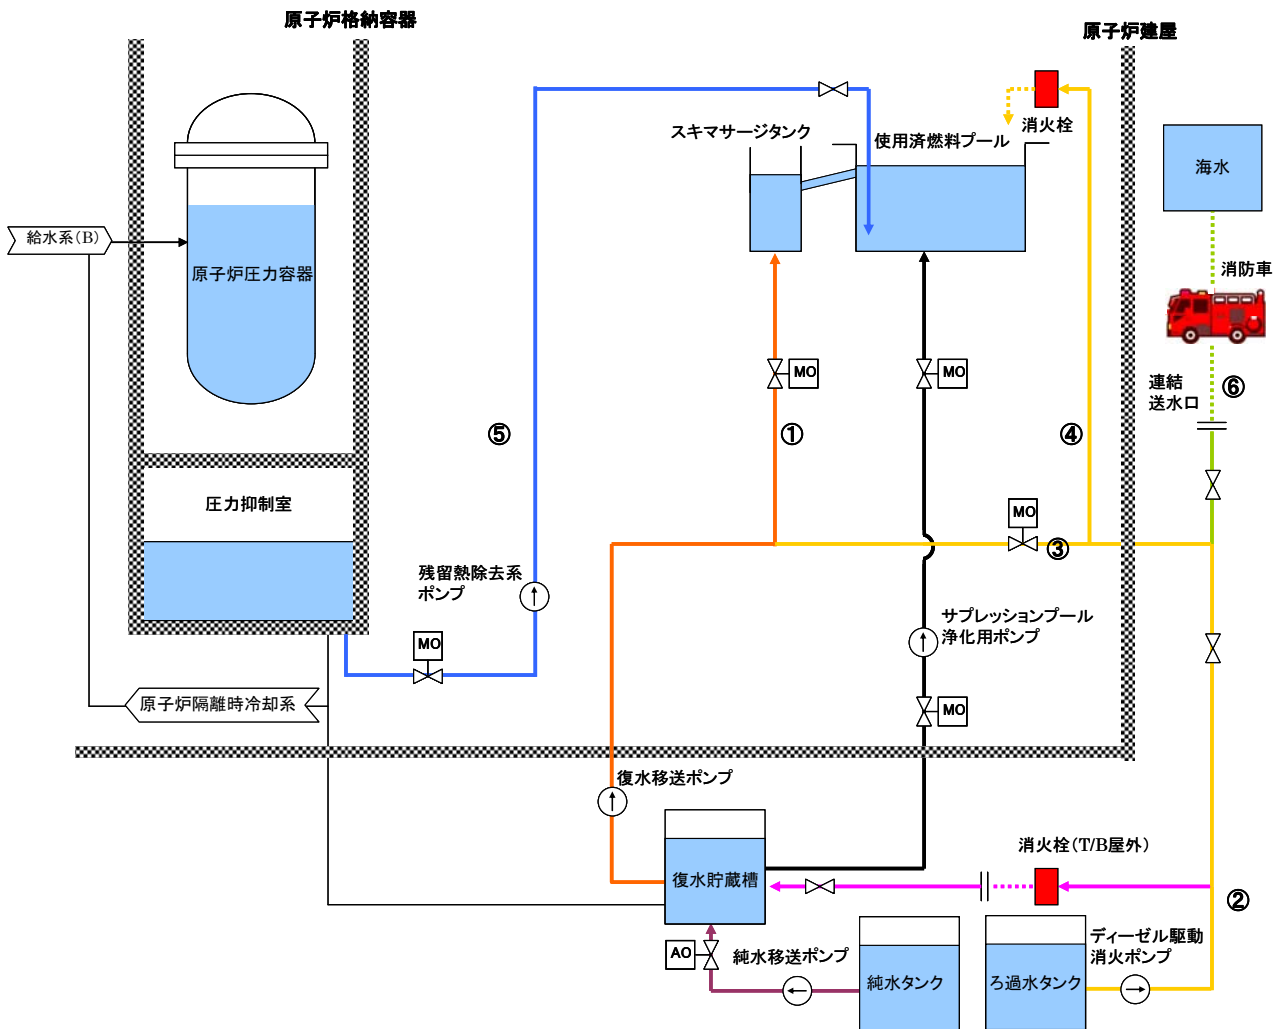 原子炉格納容器
原子炉建屋
スキマサージタンク
使用済燃料プール
消火栓
海水
給水系(B)
原子炉圧力容器
消防車
MO
MO
連結
送水口
⑥
⑤
①
④
圧力抑制室
MO
③
残留熱除去系
ポンプ
サプレッションプール
浄化用ポンプ
MO
原子炉隔離時冷却系
MO
復水移送ポンプ
消火栓(T/B屋外)
復水貯蔵槽
②
AO
純水移送ポンプ
純水タンク
ろ過水タンク
ディーゼル駆動
消火ポンプ